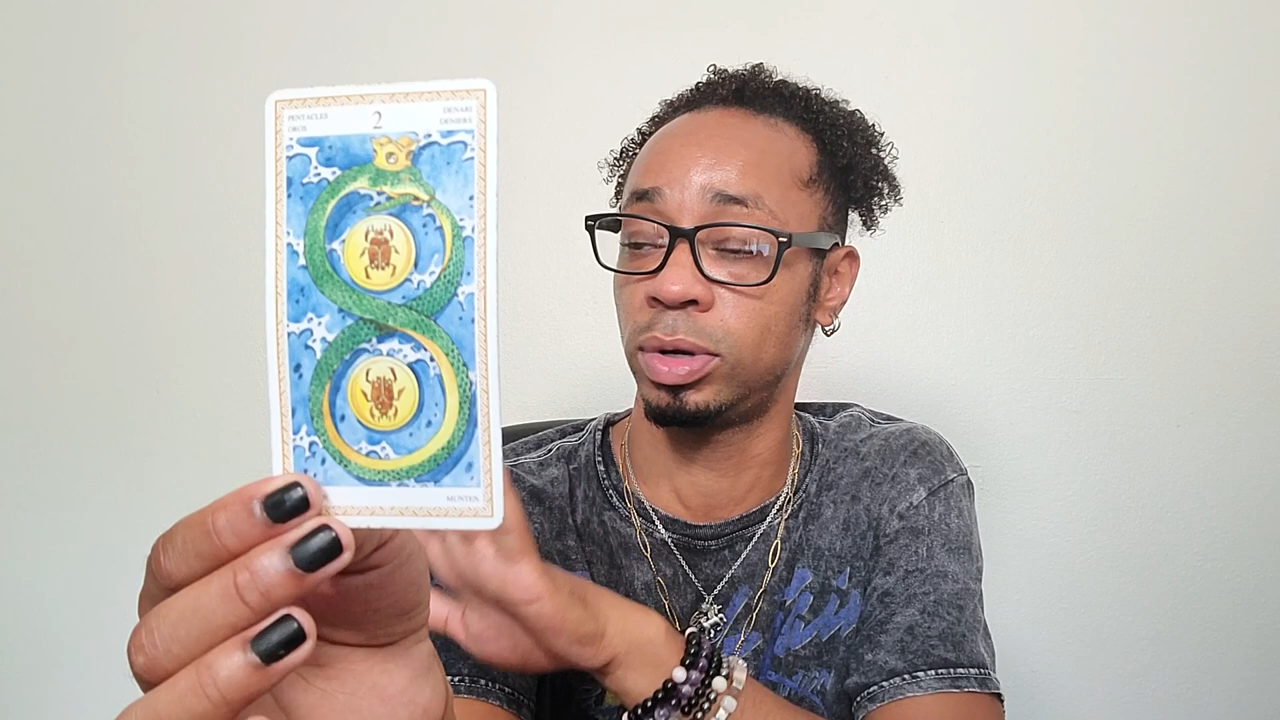 PENTACLES
OROS
2
DENARI
DENIERS
MUNTEN